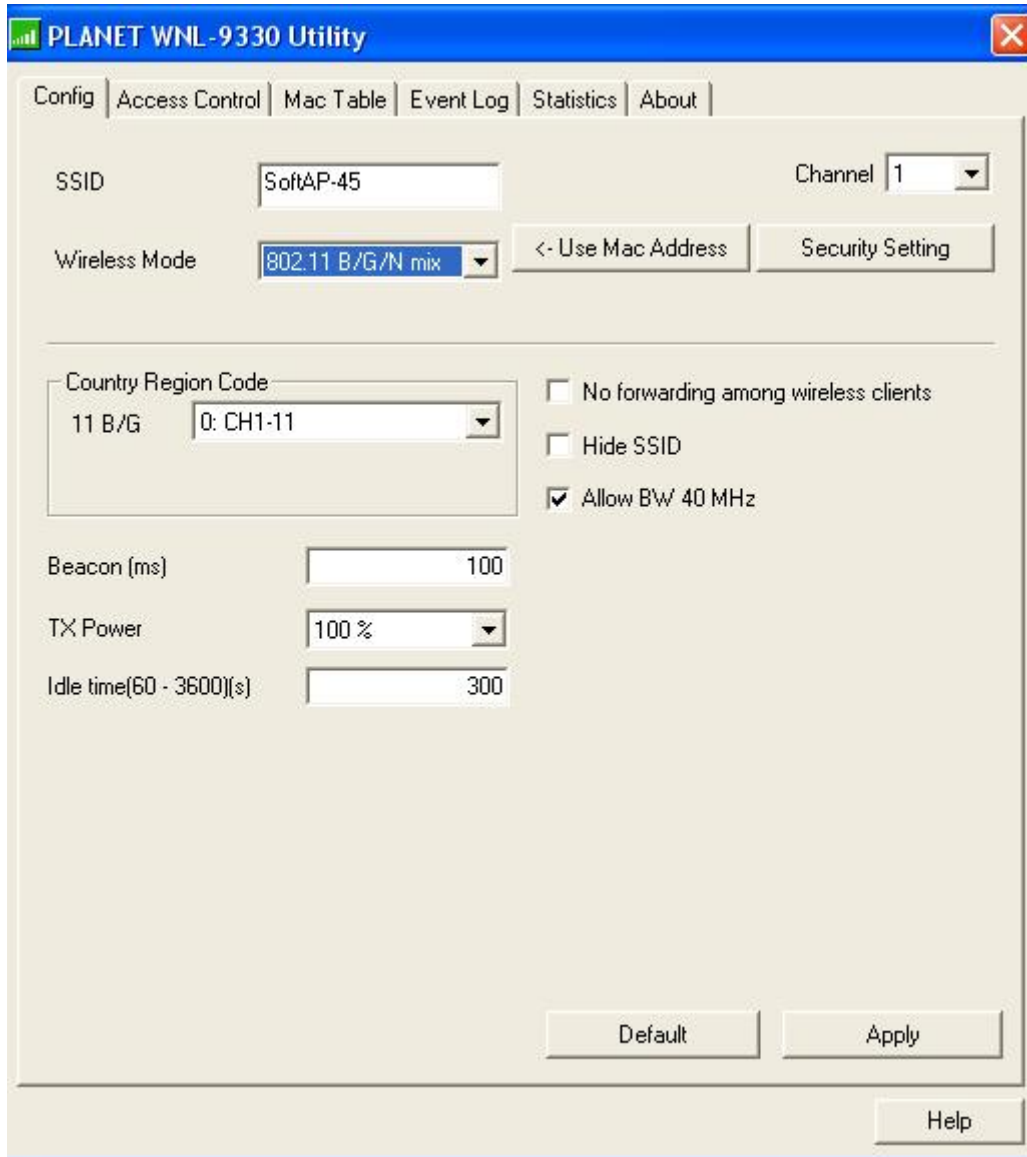 PLANET WNL-9330 Utility
Config Access Control Mac Table Event Log Statistics About
SSID SoftAP-45 Channel 1
Wireless Mode 802.11 B/G/N mix <- Use Mac Address Security Setting
Country Region Code
11 B/G 0: CH1-11
No forwarding among wireless clients
Hide SSID
Allow BW 40 MHz
Beacon (ms) 100
TX Power 100 %
Idle time(60 - 3600)(s) 300
Default Apply
Help